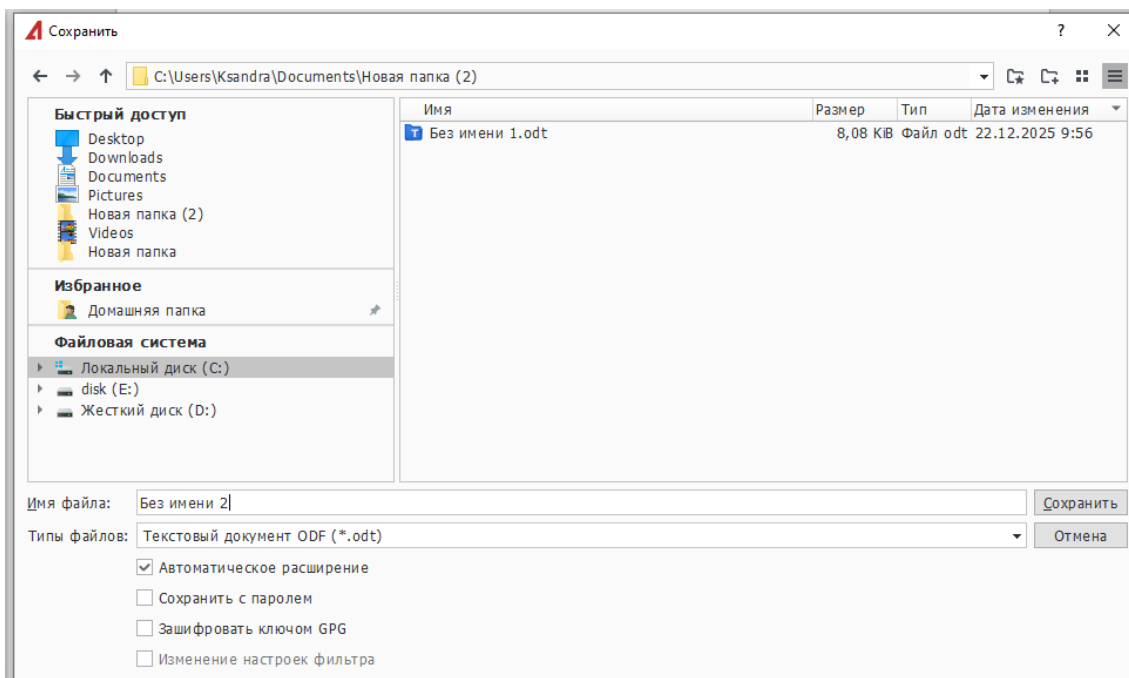 Сохранить ?
C:\Users\Ksandra\Documents\Новая папка (2)
Быстрый доступ
Desktop
Downloads
Documents
Pictures
Новая папка (2)
Videos
Новая папка
Избранное
Домашняя папка
Файловая система
Локальный диск (C:)
disk (E:)
Жесткий диск (D:)
Имя Размер Тип Дата изменения
Без имени 1.odt 8,08 KiB Файл odt 22.12.2025 9:56
Имя файла: Без имени 2 Сохранить
Типы файлов: Текстовый документ ODF (*.odt) Отмена
Автоматическое расширение
Сохранить с паролем
Зашифровать ключом GPG
Изменение настроек фильтра